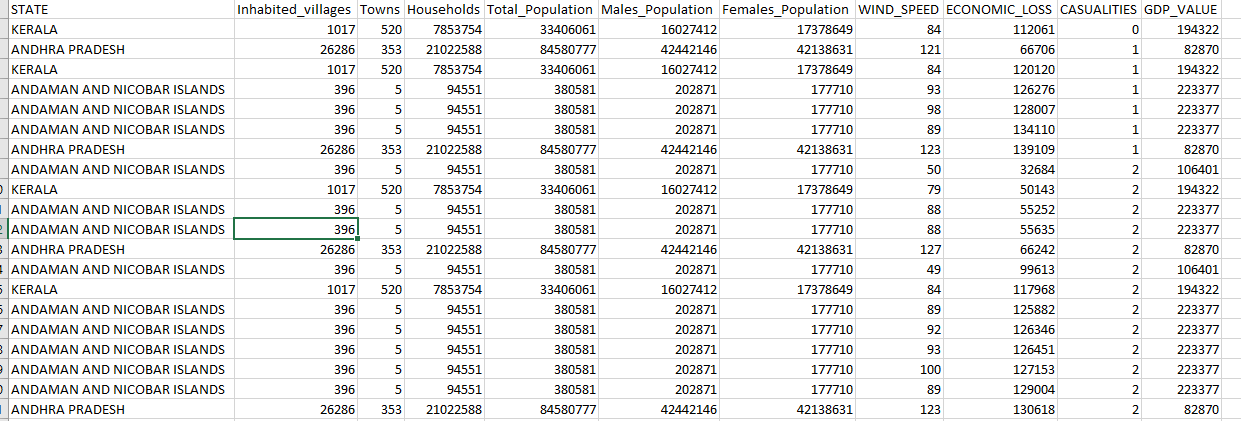 STATE Inhabited_villages Towns Households Total_Population Males_Population Females_Population WIND_SPEED ECONOMIC_LOSS CASUALITIES GDP_VALUE
KERALA 1017 520 7853754 33406061 16027412 17378649 84 112061 0 194322
ANDHRA PRADESH 26286 353 21022588 84580777 42442146 42138631 121 66706 1 82870
KERALA 1017 520 7853754 33406061 16027412 17378649 84 120120 1 194322
ANDAMAN AND NICOBAR ISLANDS 396 5 94551 380581 202871 177710 93 126276 1 223377
ANDAMAN AND NICOBAR ISLANDS 396 5 94551 380581 202871 177710 98 128007 1 223377
ANDAMAN AND NICOBAR ISLANDS 396 5 94551 380581 202871 177710 89 134110 1 223377
ANDHRA PRADESH 26286 353 21022588 84580777 42442146 42138631 123 139109 1 82870
ANDAMAN AND NICOBAR ISLANDS 396 5 94551 380581 202871 177710 50 32684 2 106401
KERALA 1017 520 7853754 33406061 16027412 17378649 79 50143 2 194322
ANDAMAN AND NICOBAR ISLANDS 396 5 94551 380581 202871 177710 88 55252 2 223377
ANDAMAN AND NICOBAR ISLANDS 396 5 94551 380581 202871 177710 88 55635 2 223377
ANDHRA PRADESH 26286 353 21022588 84580777 42442146 42138631 127 66242 2 82870
ANDAMAN AND NICOBAR ISLANDS 396 5 94551 380581 202871 177710 49 99613 2 106401
KERALA 1017 520 7853754 33406061 16027412 17378649 84 117968 2 194322
ANDAMAN AND NICOBAR ISLANDS 396 5 94551 380581 202871 177710 89 125882 2 223377
ANDAMAN AND NICOBAR ISLANDS 396 5 94551 380581 202871 177710 92 126346 2 223377
ANDAMAN AND NICOBAR ISLANDS 396 5 94551 380581 202871 177710 93 126451 2 223377
ANDAMAN AND NICOBAR ISLANDS 396 5 94551 380581 202871 177710 100 127153 2 223377
ANDAMAN AND NICOBAR ISLANDS 396 5 94551 380581 202871 177710 89 129004 2 223377
ANDHRA PRADESH 26286 353 21022588 84580777 42442146 42138631 123 130618 2 82870